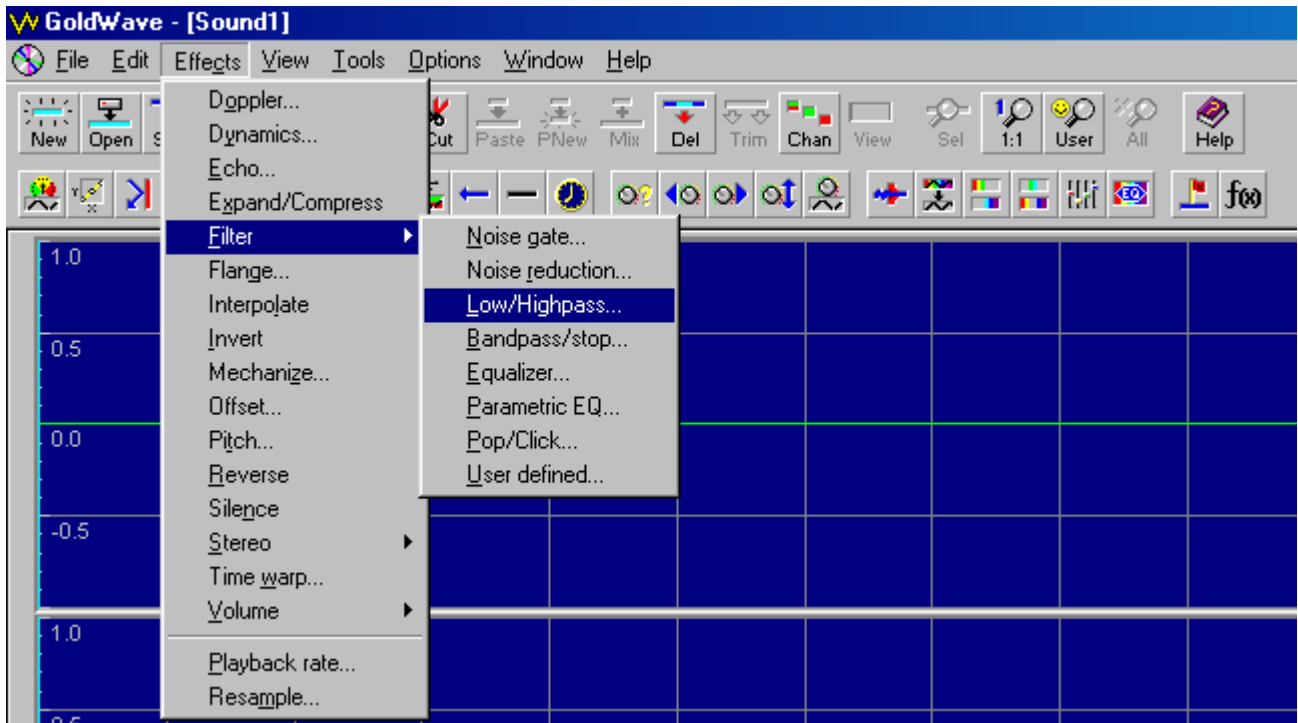 GoldWave - [Sound1]
File Edit Effects View Tools Options Window Help
New Open Cut Paste PNew Mix Del Trim Chan View Sel 1:1 User All Help
EQ f(x)
Doppler...
Dynamics...
Echo...
Expand/Compress
Filter
Flange...
Interpolate
Invert
Mechanize...
Offset...
Pitch...
Reverse
Silence
Stereo
Time warp...
Volume
Playback rate...
Resample...
Noise gate...
Noise reduction...
Low/Highpass...
Bandpass/stop...
Equalizer...
Parametric EQ...
Pop/Click...
User defined...
1.0
0.5
0.0
-0.5
1.0